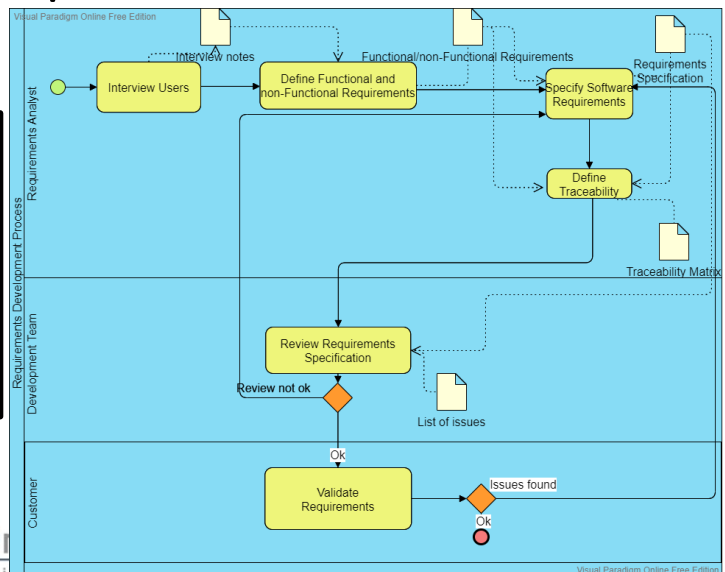 Visual Paradigm Online Free Edition
Requirements Development Process
Requirements Analyst
Interview Users
Interview notes
Define Functional and
non-Functional Requirements
Functional/non-Functional Requirements
Specify Software
Requirements
Requirements
Specification
Define
Traceability
Traceability Matrix
Development Team
Review Requirements
Specification
Review not ok
List of issues
Ok
Customer
Validate
Requirements
Issues found
Ok
Visual Paradigm Online Free Edition